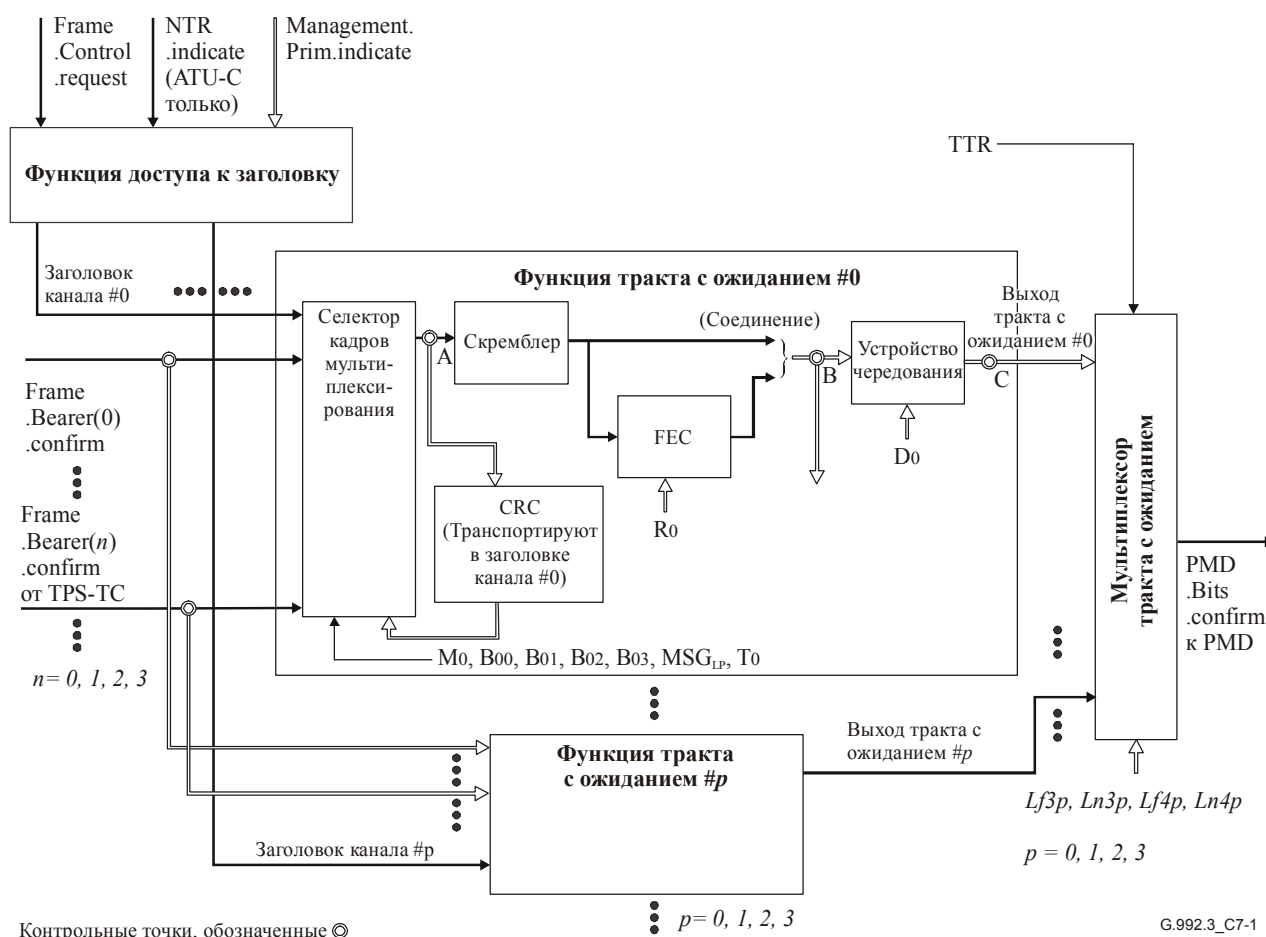 Frame
.Control
.request
NTR
.indicate
(ATU-C
только)
Management.
Prim.indicate
Функция доступа к заголовку
TTR
Заголовок
канала #0
Функция тракта с ожиданием #0
Селектор
кадров
мульти-
плекси-
рования
A
Скремблер
(Соединение)
FEC
R0
B
Устройство
чередования
D0
C
Выход
тракта с
ожиданием #0
CRC
(Транспортируют
в заголовке
канала #0)
M0, B00, B01, B02, B03, MSGLP, T0
Frame
.Bearer(0)
.confirm
Frame
.Bearer(n)
.confirm
от TPS-TC
n= 0, 1, 2, 3
Мультиплексор
тракта с ожиданием
PMD
.Bits
.confirm
к PMD
Функция тракта
с ожиданием #p
Выход тракта с
ожиданием #p
Lf3p, Ln3p, Lf4p, Ln4p
p = 0, 1, 2, 3
Заголовок канала #p
p= 0, 1, 2, 3
Контрольные точки, обозначенные
G.992.3_C7-1